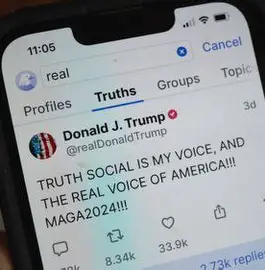 11:05
real
Cancel
Profiles Truths Groups Topic
Donald J. Trump
@realDonaldTrump
3d
TRUTH SOCIAL IS MY VOICE, AND
THE REAL VOICE OF AMERICA!!!
MAGA2024!!!
8.34k 33.9k
2.73k replies